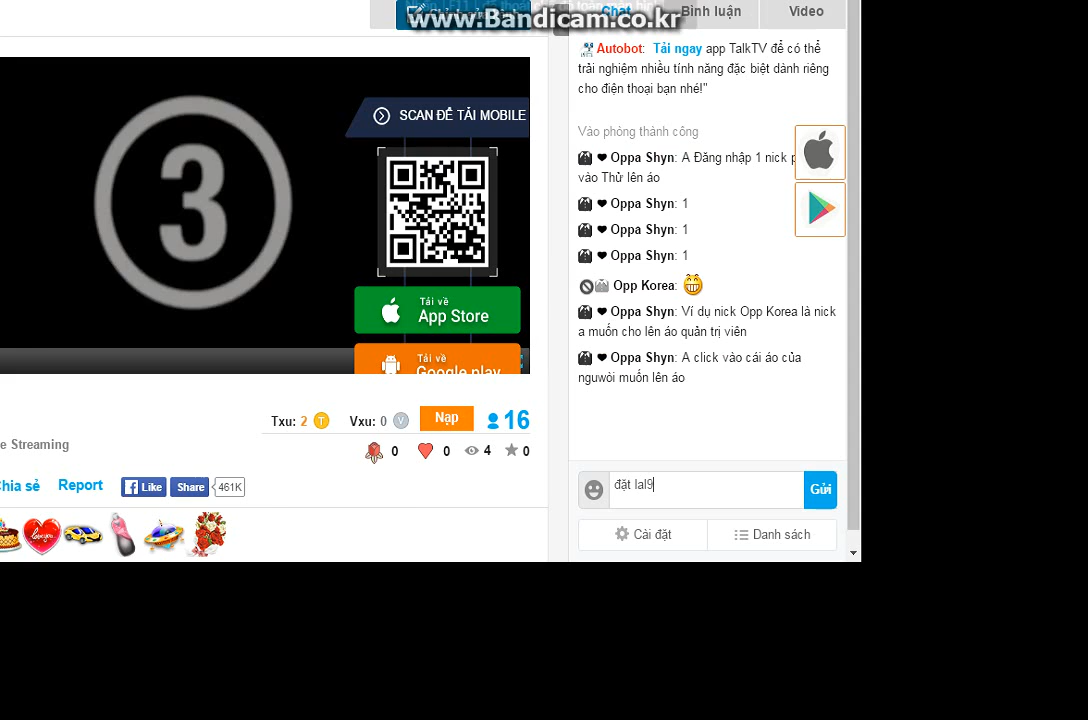 www.Bandicam.co.kr
Chat
Bình luận
Video
Autobot: Tải ngay app TalkTV để có thể
trải nghiệm nhiều tính năng đặc biệt dành riêng
cho điện thoại bạn nhé!"
SCAN ĐỂ TẢI MOBILE
3
Vào phòng thành công
Oppa Shyn: A Đăng nhập 1 nick p
vào Thử lên áo
Oppa Shyn: 1
Oppa Shyn: 1
Oppa Shyn: 1
Opp Korea:
Oppa Shyn: Ví dụ nick Opp Korea là nick
a muốn cho lên áo quản trị viên
Oppa Shyn: A click vào cái áo của
nguwòi muốn lên áo
Tải về
App Store
Tải về
Google play
Txu: 2 T Vxu: 0 V Nạp 16
0 0 4 0
e Streaming
hia sẻ Report Like Share 461K
love you
đặt lal9
Gửi
Cài đặt
Danh sách